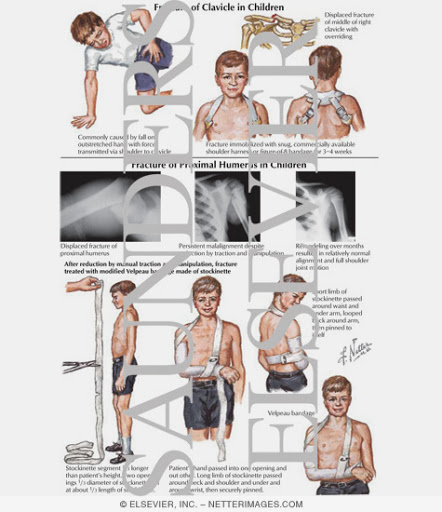 Fracture of Clavicle in Children
Displaced fracture
of middle of right
clavicle with
overriding
Commonly caused by fall on
outstretched hand with force
transmitted via shoulder to clavicle
Fracture immobilized with snug, commercially available
shoulder harness or figure-of-8 bandage for 3–4 weeks
Fracture of Proximal Humerus in Children
Displaced fracture of
proximal humerus
Persistent malalignment despite
reduction by traction and manipulation
Remodeling over months
results in relatively normal
alignment and full shoulder
joint motion
After reduction by manual traction and manipulation, fracture
treated with modified Velpeau bandage made of stockinette
Short limb of
stockinette passed
around waist and
under arm, looped
back around arm,
then pinned to
itself
F. Netter
Velpeau bandage
Stockinette segment longer
than patient's height. Two open-
ings 1/3 diameter of stockinette
at about 1/3 length of
Patient's hand passed into one opening and
out other. Long limb of stockinette passed
around neck and shoulder and under and
around wrist, then securely pinned.
SAUNDERS
ELSEVIER
© ELSEVIER, INC. – NETTERIMAGES.COM